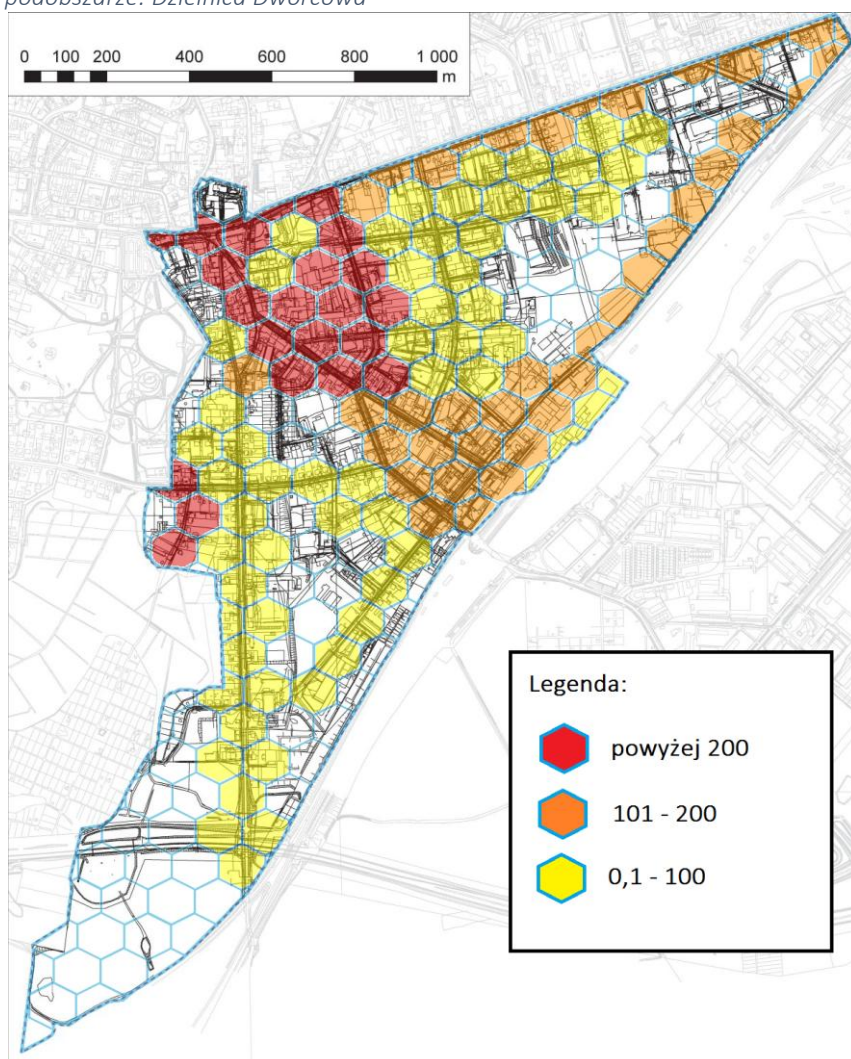 podobszarze: Dzielnica Dworcowa
0 100 200 400 600 800 1 000
m
Legenda:
powyżej 200
101 - 200
0,1 - 100